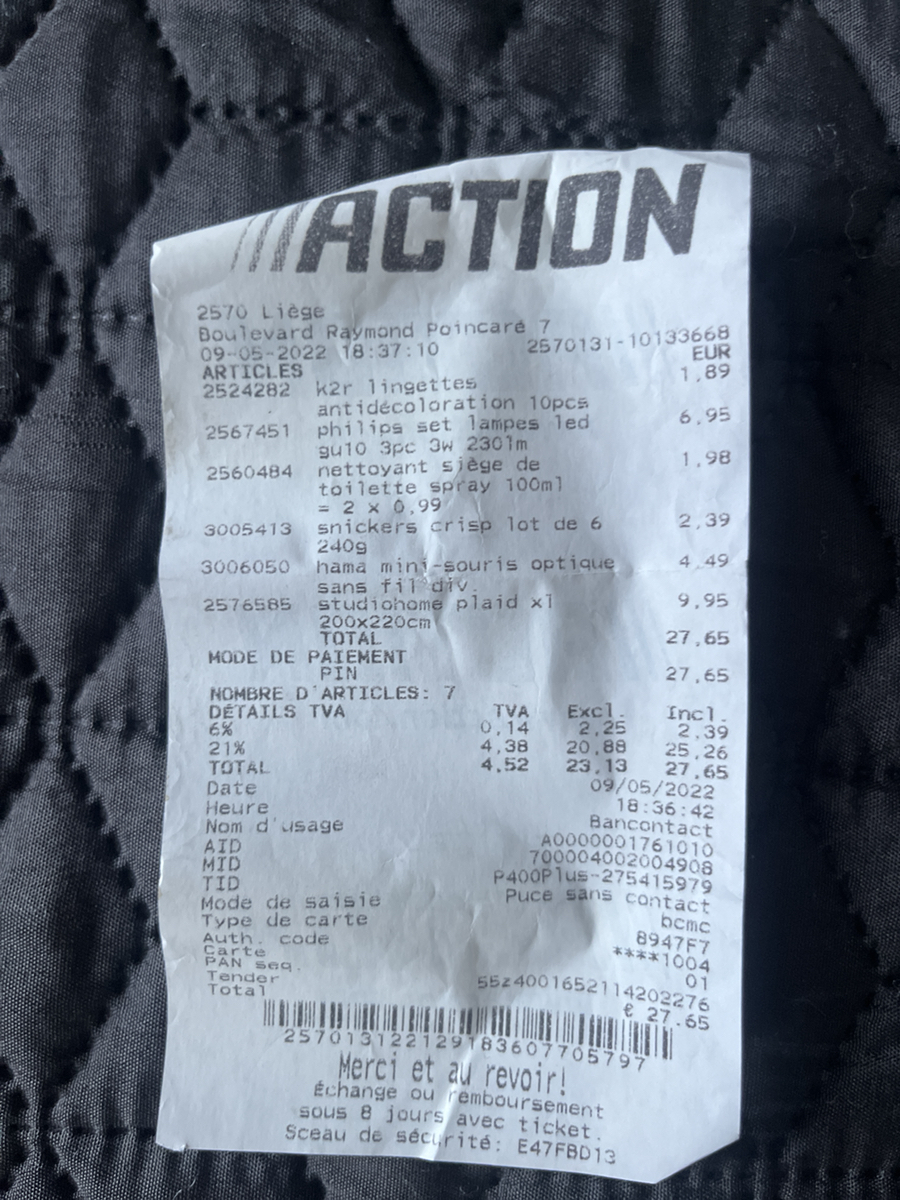 ACTION
2570 Liège
Boulevard Raymond Poincaré 7
09-05-2022 18:37:10 2570131-10133668
ARTICLES EUR
2524282 k2r lingettes 1,89
antidécoloration 10pcs
2567451 philips set lampes led 6,95
gu10 3pc 3w 230lm
2560484 nettoyant siège de 1,98
toilette spray 100ml
= 2 x 0,99
3005413 snickers crisp lot de 6 2,39
240g
3006050 hama mini-souris optique 4,49
sans fil div.
2576585 studiohome plaid xl 9,95
200x220cm
TOTAL 27,65
MODE DE PAIEMENT
PIN 27,65
NOMBRE D'ARTICLES: 7
DÉTAILS TVA TVA Excl. Incl.
6% 0,14 2,25 2,39
21% 4,38 20,88 25,26
TOTAL 4,52 23,13 27,65
Date 09/05/2022
Heure 18:36:42
Nom d'usage Bancontact
AID A0000001761010
MID 700004002004908
TID P400Plus-275415979
Mode de saisie Puce sans contact
Type de carte bcmc
Auth. code 8947F7
Carte ****1004
PAN seq. 01
Tender 55z4001652114202276
Total € 27.65
257013122129183607705797
Merci et au revoir!
Échange ou remboursement
sous 8 jours avec ticket.
Sceau de sécurité: E47FBD13